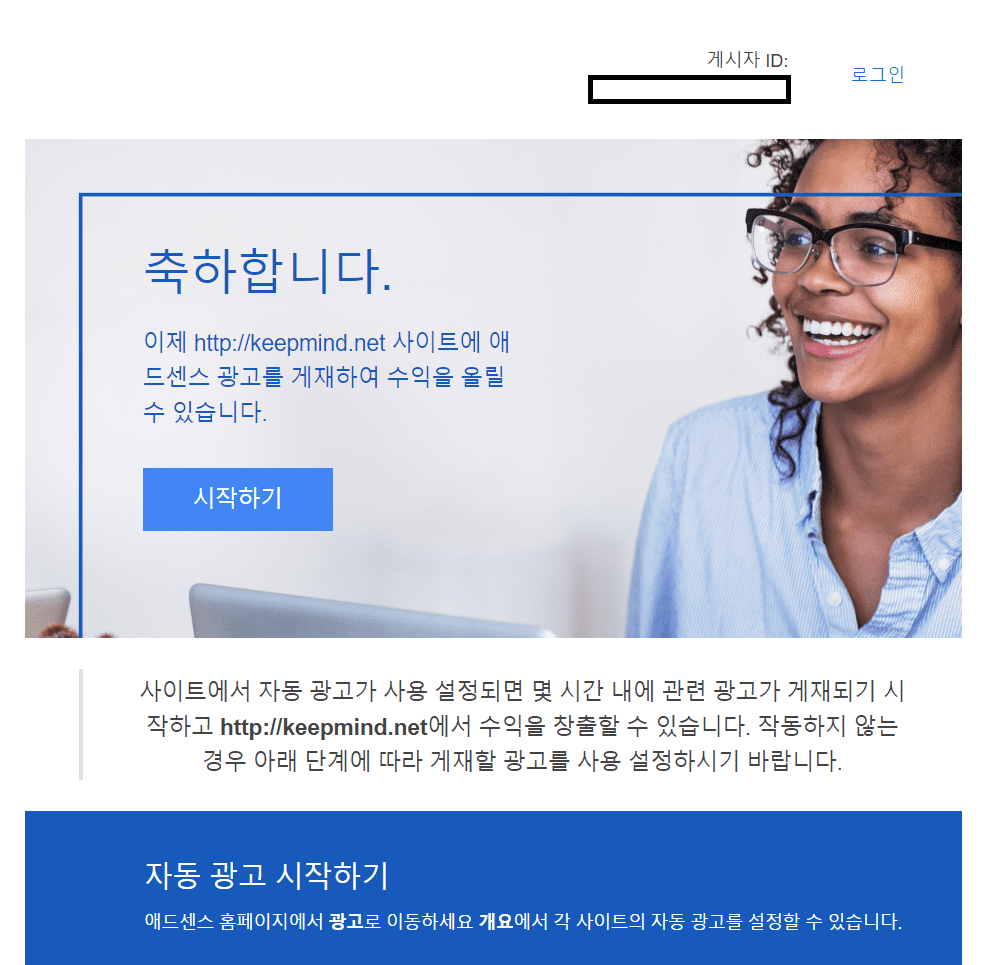 게시자 ID:
로그인
축하합니다.
이제 http://keepmind.net 사이트에 애
드센스 광고를 게재하여 수익을 올릴
수 있습니다.
시작하기
사이트에서 자동 광고가 사용 설정되면 몇 시간 내에 관련 광고가 게재되기 시
작하고 http://keepmind.net에서 수익을 창출할 수 있습니다. 작동하지 않는
경우 아래 단계에 따라 게재할 광고를 사용 설정하시기 바랍니다.
자동 광고 시작하기
애드센스 홈페이지에서 광고로 이동하세요 개요에서 각 사이트의 자동 광고를 설정할 수 있습니다.